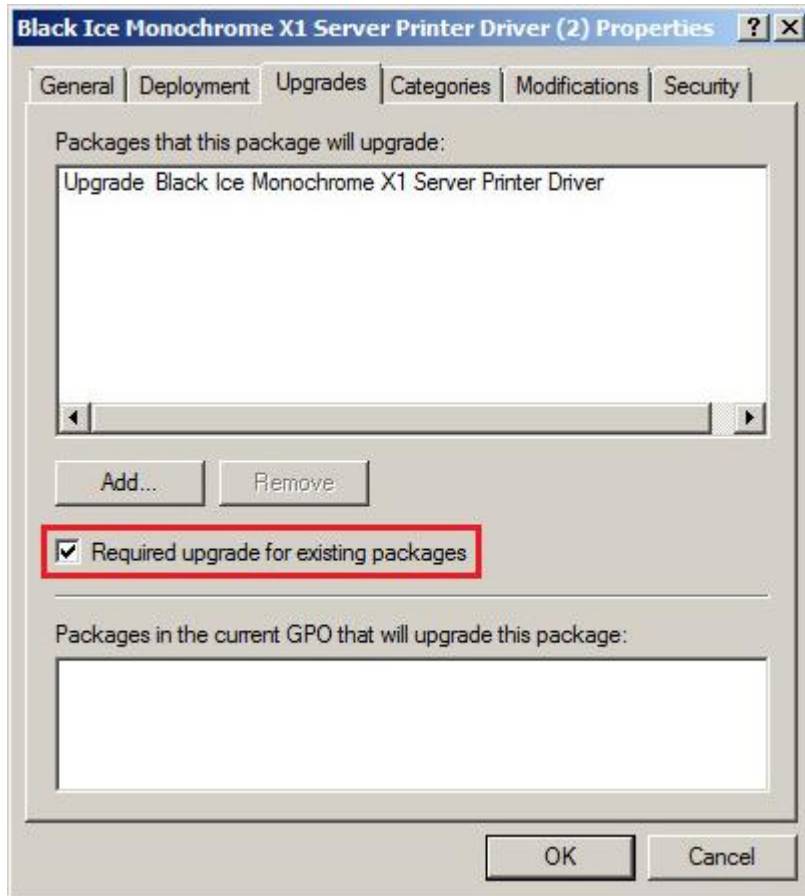 Black Ice Monochrome X1 Server Printer Driver (2) Properties
General Deployment Upgrades Categories Modifications Security
Packages that this package will upgrade:
Upgrade Black Ice Monochrome X1 Server Printer Driver
Add... Remove
Required upgrade for existing packages
Packages in the current GPO that will upgrade this package:
OK Cancel